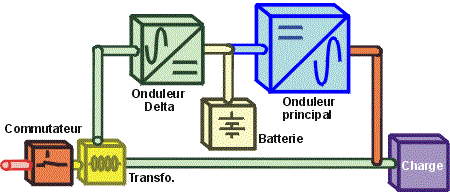 Onduleur
Delta
Onduleur
principal
Commutateur
Batterie
Transfo.
Charge